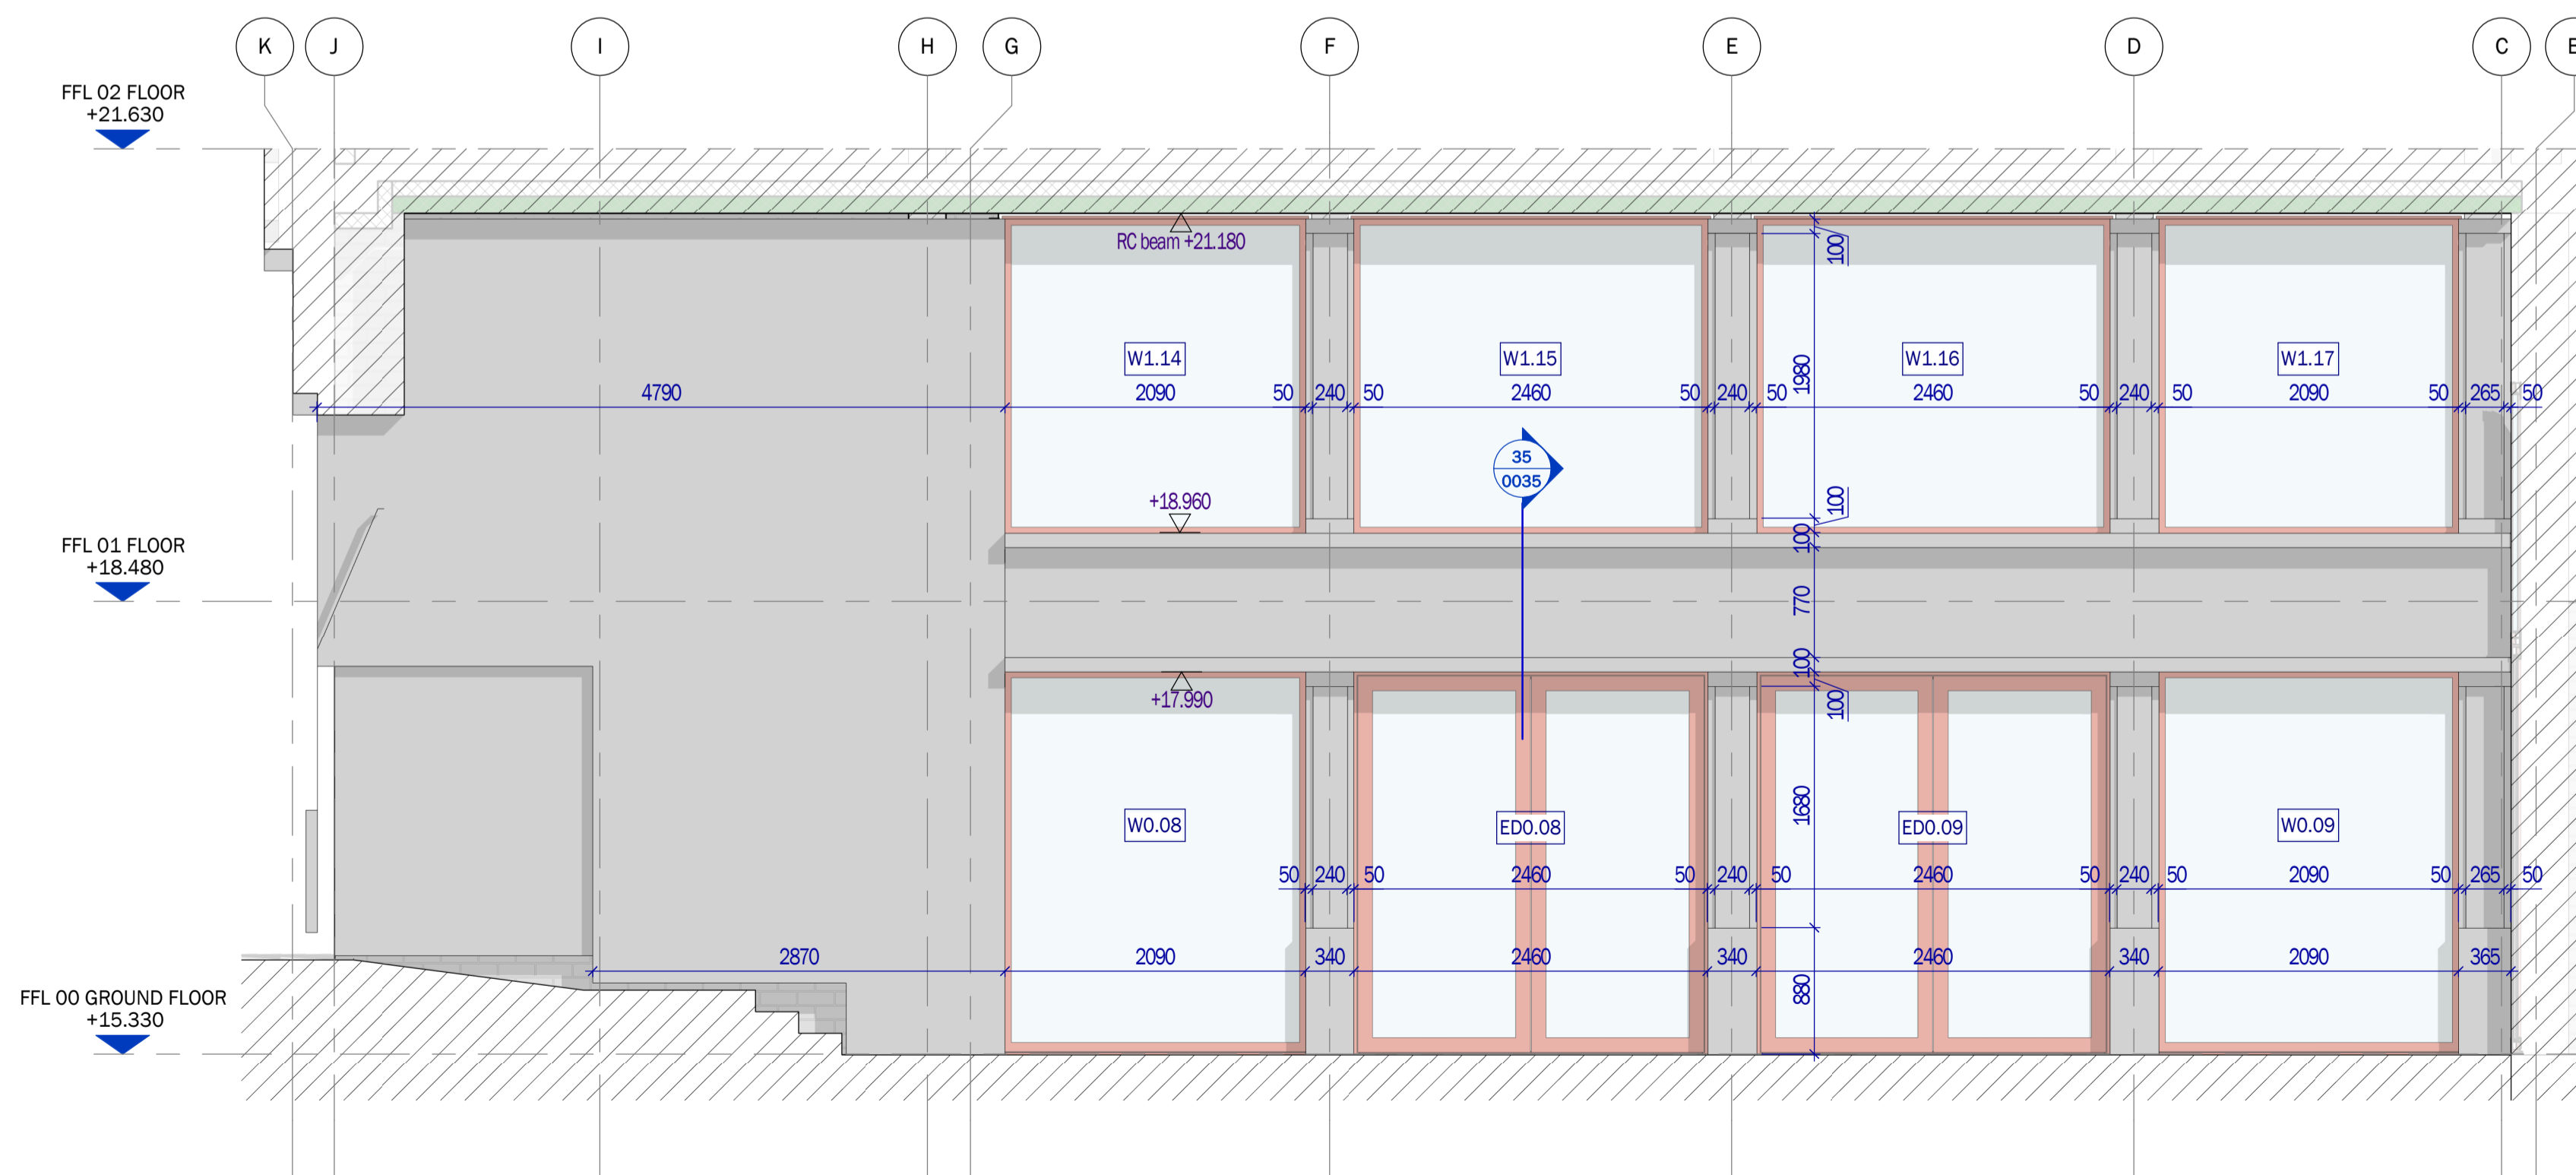 K J I H G F E D C
FFL 02 FLOOR
+21.630
RC beam +21.180
100
W1.14 W1.15 W1.16 W1.17
1980
4790 2090 50 240 50 2460 50 240 50 2460 50 240 50 2090 50 265 50
35
0035
+18.960
100
100
FFL 01 FLOOR
+18.480
770
100
+17.990
100
1680
W0.08 ED0.08 ED0.09 W0.09
50 240 50 2460 50 240 50 2460 50 240 50 2090 50 265 50
2870 2090 340 2460 340 2460 340 2090 365
880
FFL 00 GROUND FLOOR
+15.330